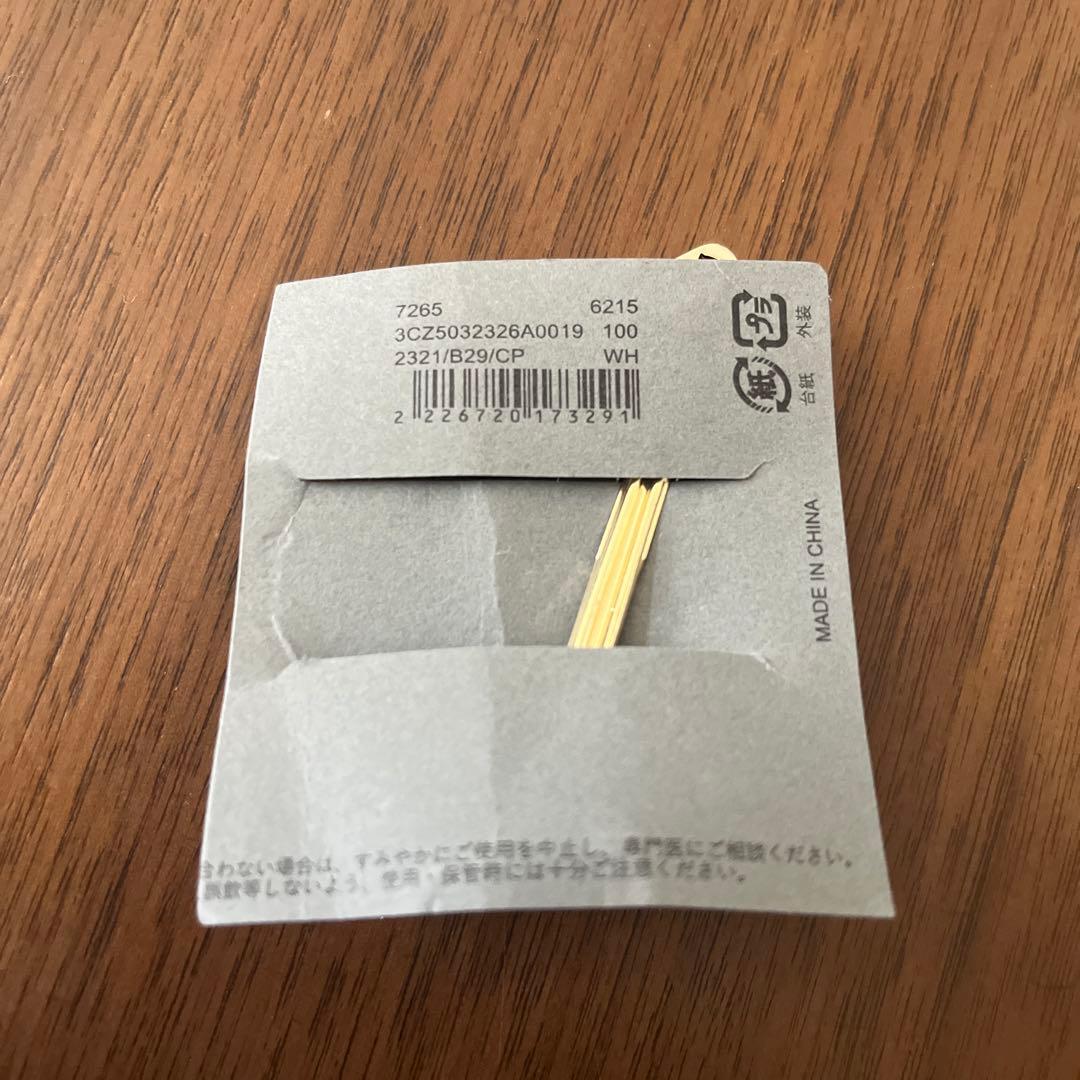 7265 6215
3CZ5032326A0019 100
2321/B29/CP WH
2 226720 173291
プラ 外装
紙 台紙
MADE IN CHINA
合わない場合は、すみやかにご使用を中止し、専門医にご相談ください。
誤飲等しないよう、使用・保管時には十分ご注意ください。